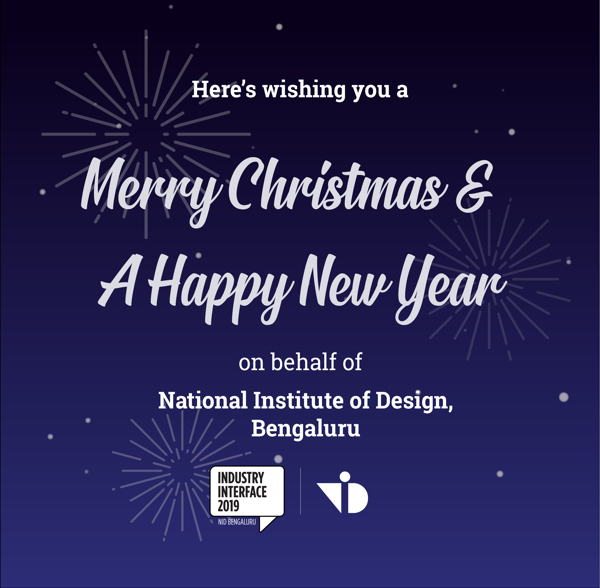 Here's wishing you a
Merry Christmas &
A Happy New Year
on behalf of
National Institute of Design,
Bengaluru
INDUSTRY
INTERFACE
2019
NID BENGALURU